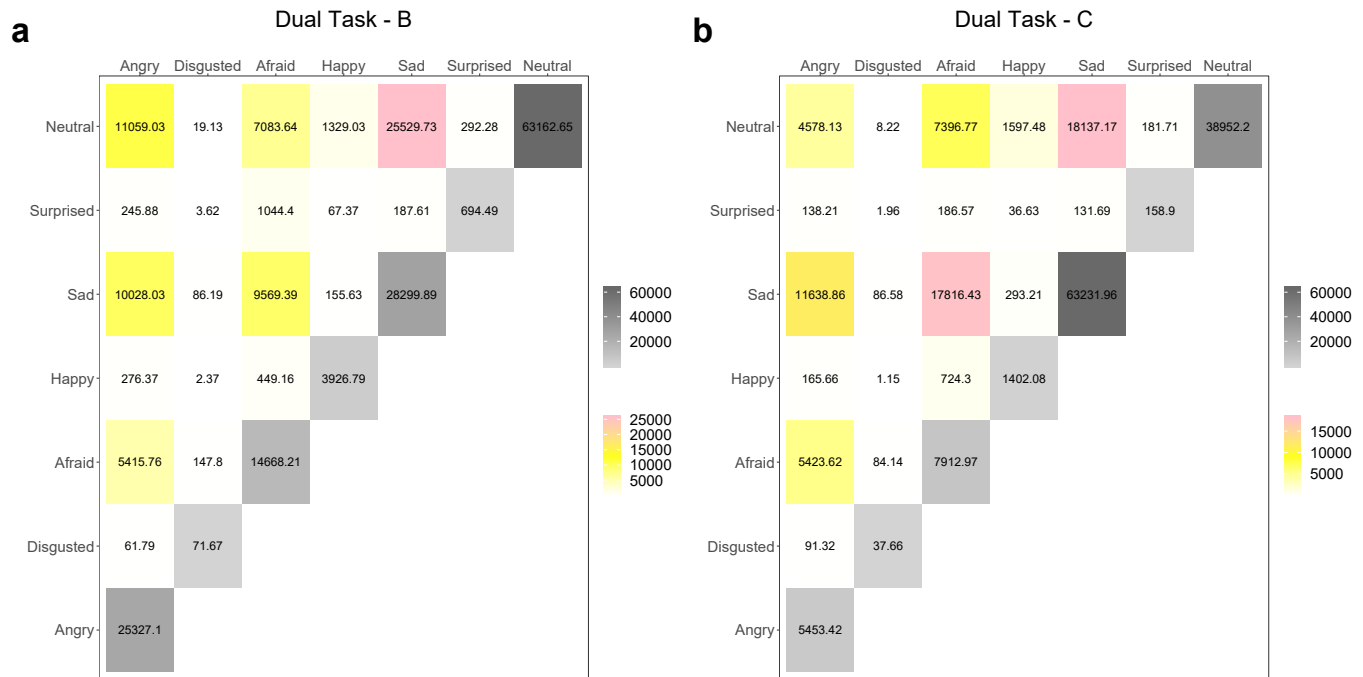 a
Dual Task - B
Angry Disgusted Afraid Happy Sad Surprised Neutral
Neutral 11059.03 19.13 7083.64 1329.03 25529.73 292.28 63162.65
Surprised 245.88 3.62 1044.4 67.37 187.61 694.49
Sad 10028.03 86.19 9569.39 155.63 28299.89
Happy 276.37 2.37 449.16 3926.79
Afraid 5415.76 147.8 14668.21
Disgusted 61.79 71.67
Angry 25327.1
60000
40000
20000
25000
20000
15000
10000
5000
b
Dual Task - C
Angry Disgusted Afraid Happy Sad Surprised Neutral
Neutral 4578.13 8.22 7396.77 1597.48 18137.17 181.71 38952.2
Surprised 138.21 1.96 186.57 36.63 131.69 158.9
Sad 11638.86 86.58 17816.43 293.21 63231.96
Happy 165.66 1.15 724.3 1402.08
Afraid 5423.62 84.14 7912.97
Disgusted 91.32 37.66
Angry 5453.42
60000
40000
20000
15000
10000
5000